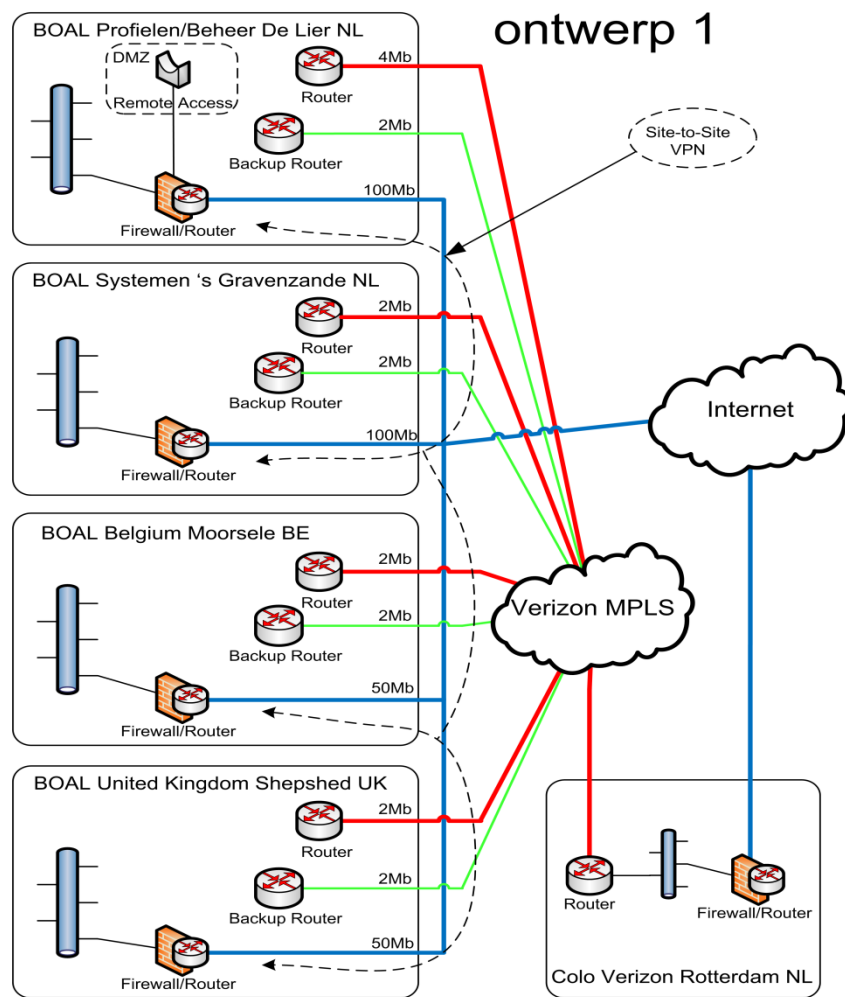 ontwerp 1
BOAL Profielen/Beheer De Lier NL
DMZ
Remote Access
Router
4Mb
Backup Router
2Mb
Firewall/Router
100Mb
Site-to-Site
VPN
BOAL Systemen ‘s Gravenzande NL
Router
2Mb
Backup Router
2Mb
Firewall/Router
100Mb
Internet
BOAL Belgium Moorsele BE
Router
2Mb
Backup Router
2Mb
Firewall/Router
50Mb
Verizon MPLS
BOAL United Kingdom Shepshed UK
Router
2Mb
Backup Router
2Mb
Firewall/Router
50Mb
Router
Firewall/Router
Colo Verizon Rotterdam NL